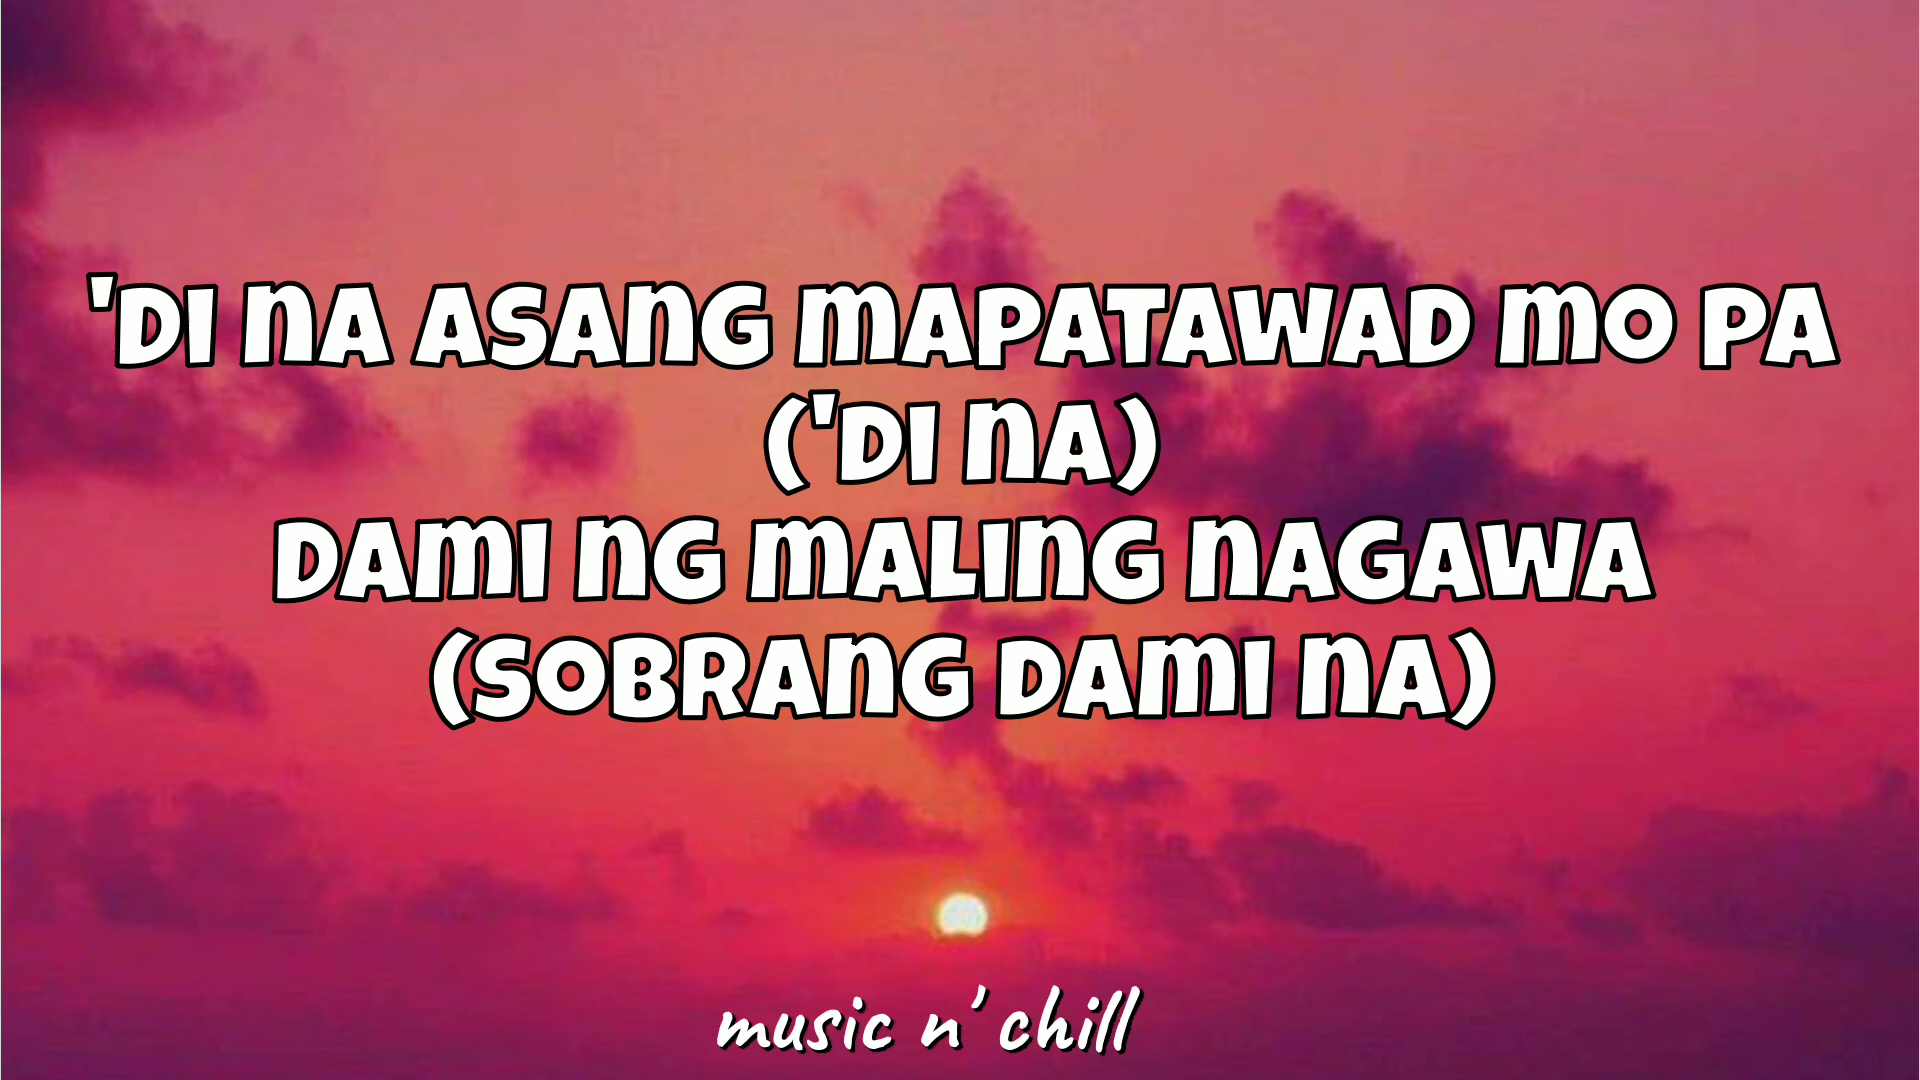 'DI NA ASANG MAPATAWAD MO PA
('DI NA)
DAMI NG MALING NAGAWA
(SOBRANG DAMI NA)
music n' chill